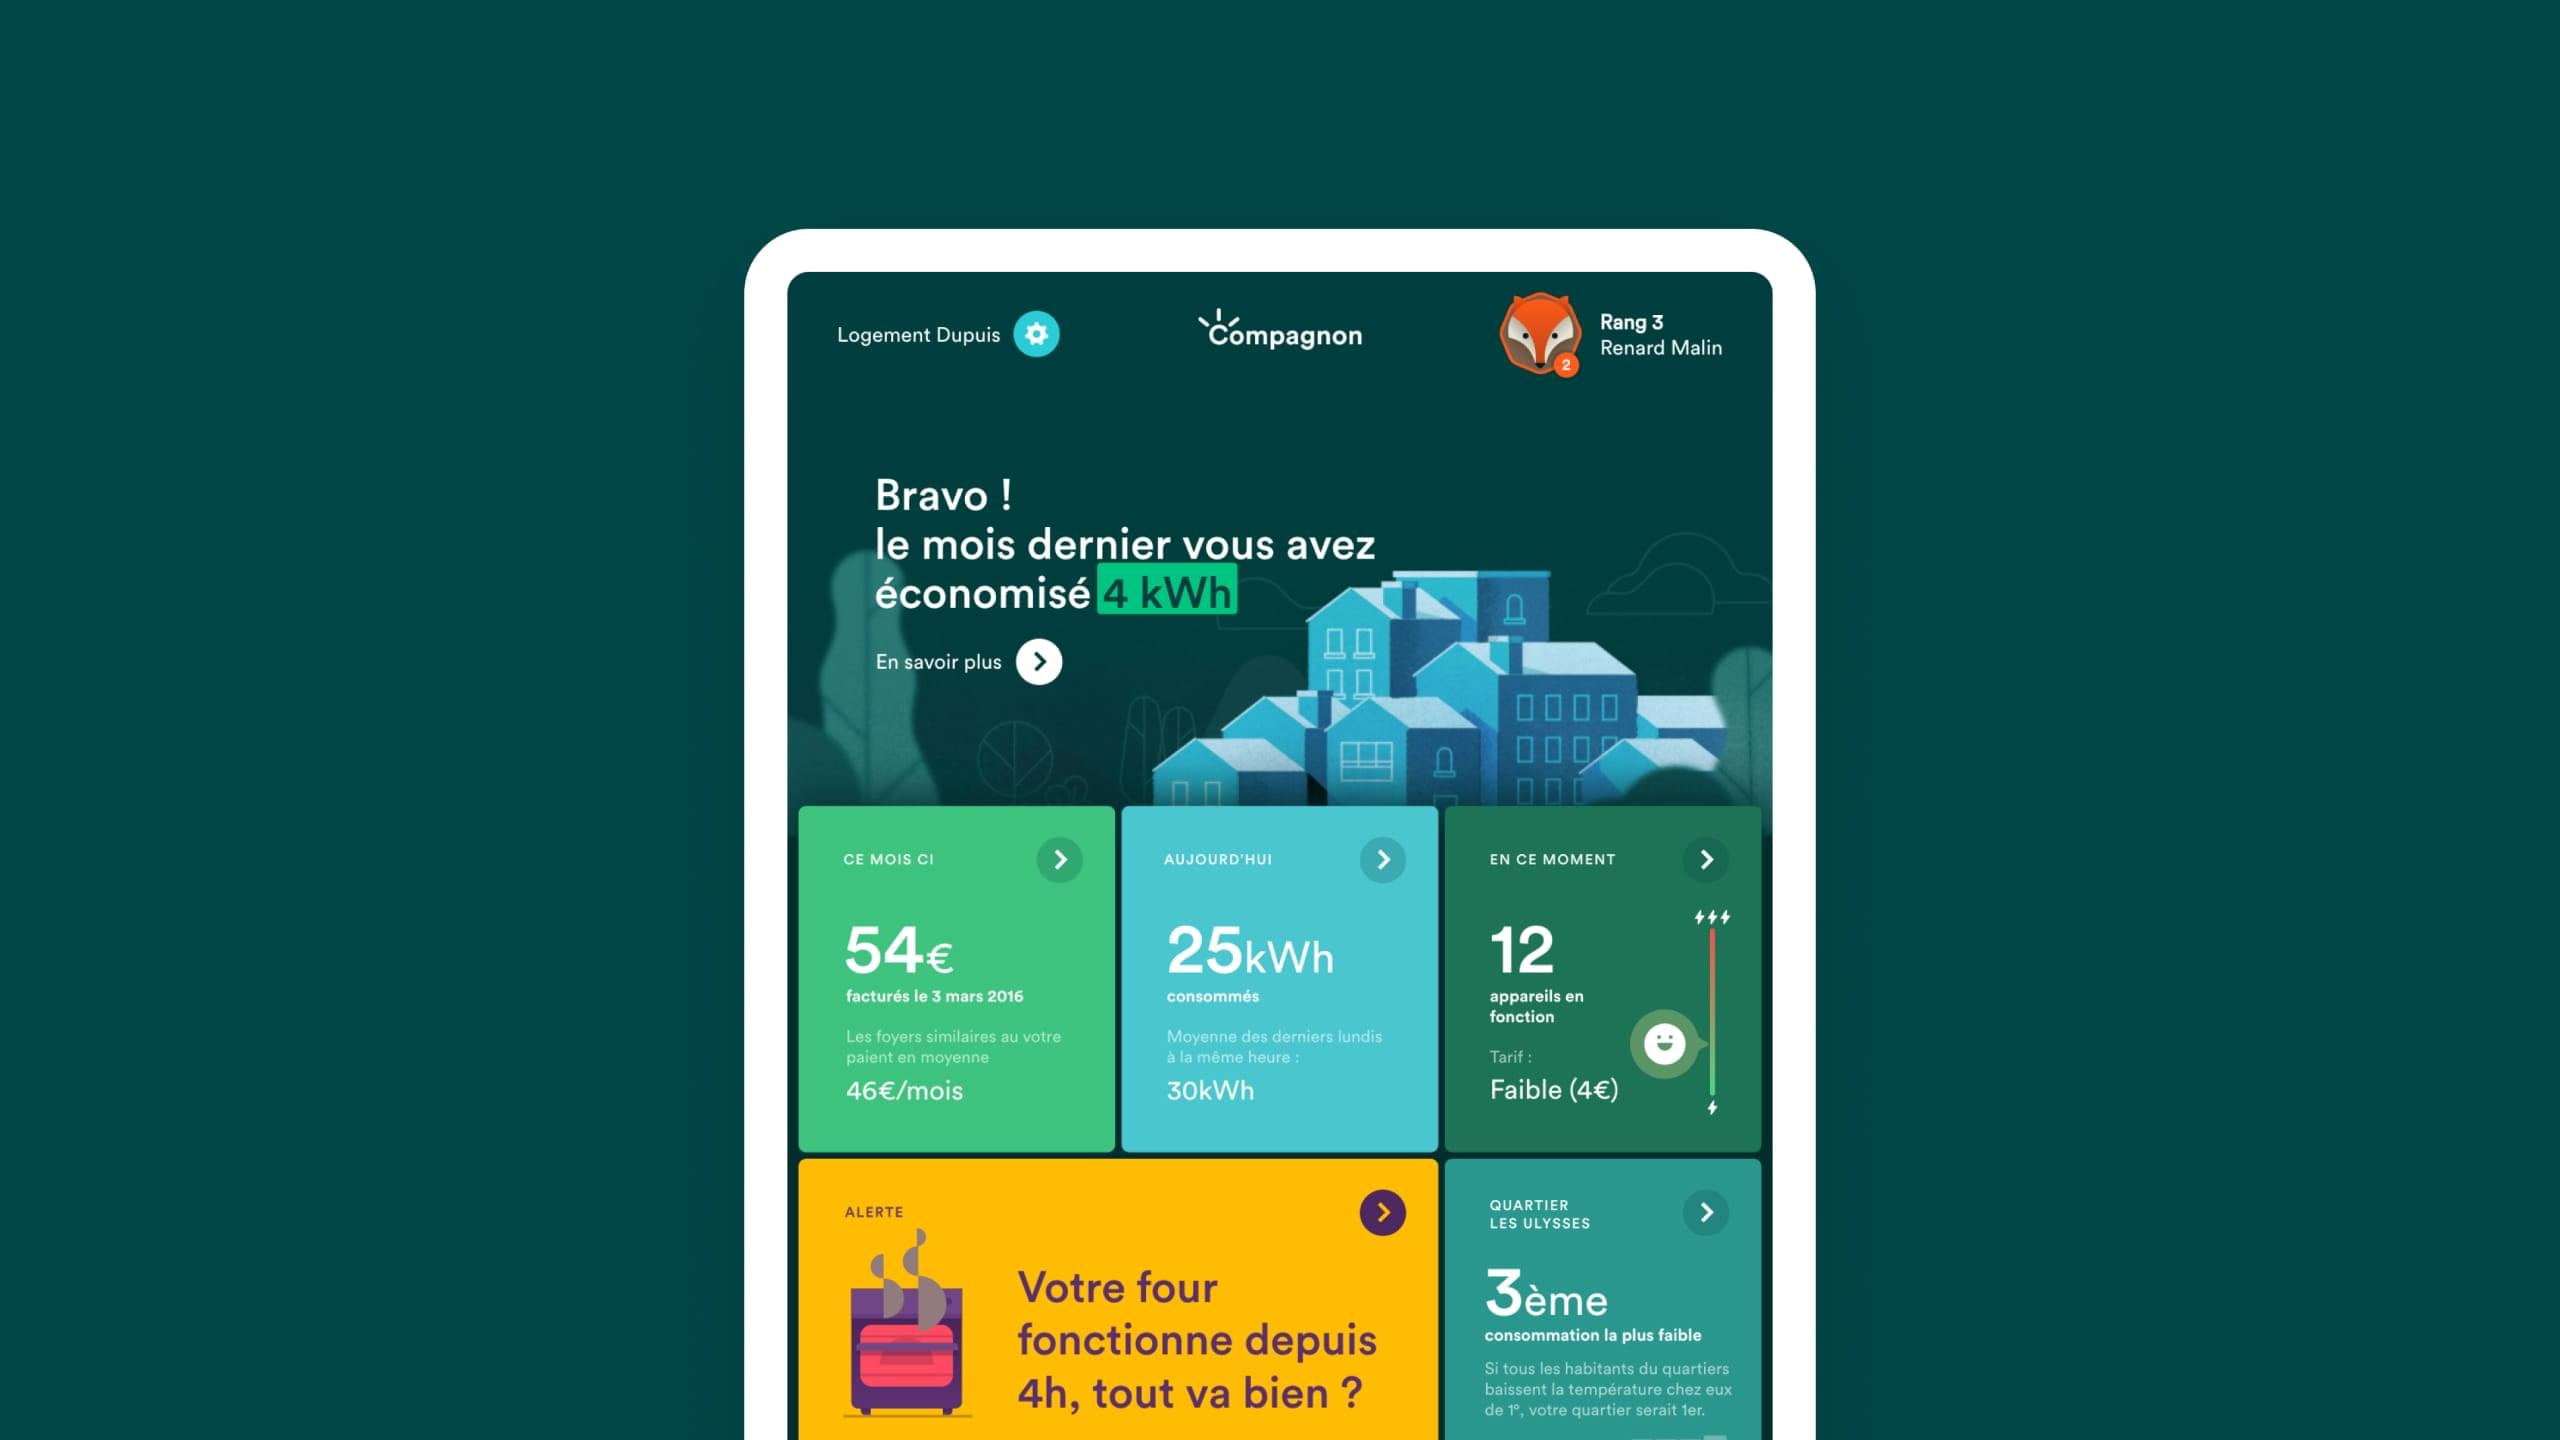 Logement Dupuis
Compagnon
Rang 3
Renard Malin
2
Bravo !
le mois dernier vous avez
économisé 4 kWh
En savoir plus
CE MOIS CI
54€
facturés le 3 mars 2016
Les foyers similaires au votre
paient en moyenne
46€/mois
AUJOURD'HUI
25kWh
consommés
Moyenne des derniers lundis
à la même heure :
30kWh
EN CE MOMENT
12
appareils en
fonction
Tarif :
Faible (4€)
ALERTE
Votre four
fonctionne depuis
4h, tout va bien ?
QUARTIER
LES ULYSSES
3ème
consommation la plus faible
Si tous les habitants du quartiers
baissent la température chez eux
de 1°, votre quartier serait 1er.